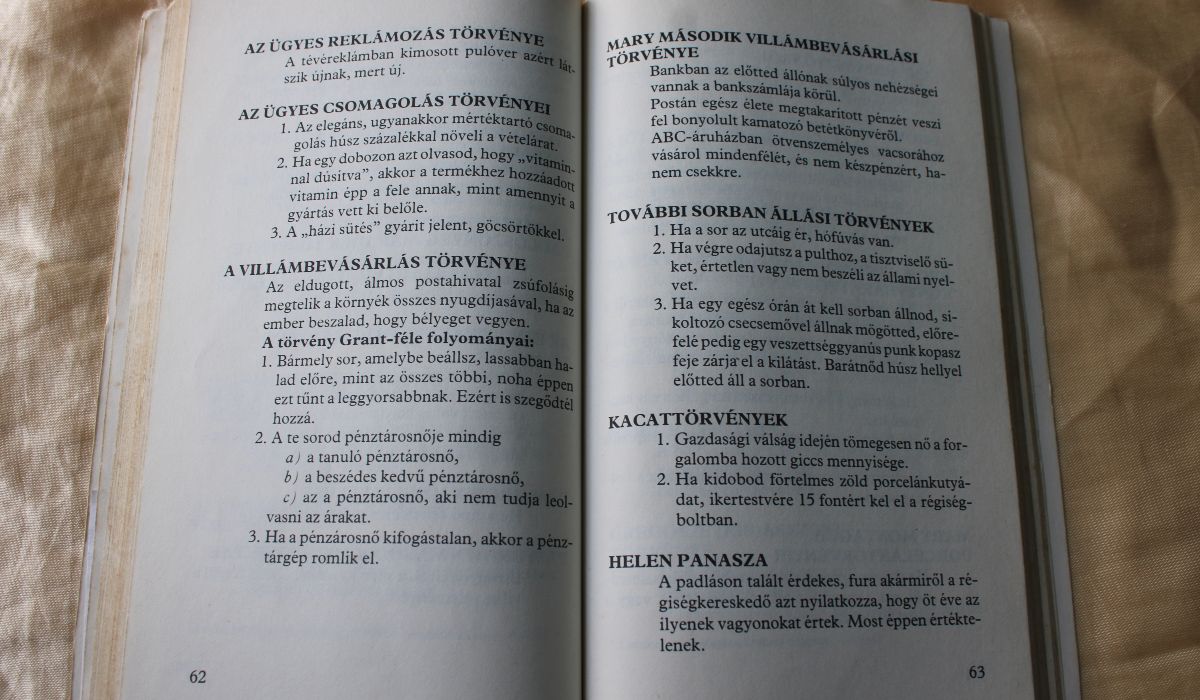 AZ ÜGYES REKLÁMOZÁS TÖRVÉNYE
A tévéreklámban kimosott pulóver azért lát-
szik újnak, mert új.
AZ ÜGYES CSOMAGOLÁS TÖRVÉNYEI
1. Az elegáns, ugyanakkor mértéktartó csoma-
golás húsz százalékkal növeli a vételárat.
2. Ha egy dobozon azt olvasod, hogy „vitamin-
nal dúsítva”, akkor a termékhez hozzáadott
vitamin épp a fele annak, mint amennyit a
gyártás vett ki belőle.
3. A „házi sütés” gyárit jelent, göcsörtökkel.
A VILLÁMBEVÁSÁRLÁS TÖRVÉNYE
Az eldugott, álmos postahivatal zsúfolásig
megtelik a környék összes nyugdíjasával, ha az
ember beszalad, hogy bélyeget vegyen.
A törvény Grant-féle folyományai:
1. Bármely sor, amelybe beállsz, lassabban ha-
lad előre, mint az összes többi, noha éppen
ezt tűnt a leggyorsabbnak. Ezért is szegődtél
hozzá.
2. A te sorod pénztárosnője mindig
a) a tanuló pénztárosnő,
b) a beszédes kedvű pénztárosnő,
c) az a pénztárosnő, aki nem tudja leol-
vasni az árakat.
3. Ha a pénzárosnő kifogástalan, akkor a pénz-
tárgép romlik el.
62
MARY MÁSODIK VILLÁMBEVÁSÁRLÁSI
TÖRVÉNYE
Bankban az előtted állónak súlyos nehézségei
vannak a bankszámlája körül.
Postán egész élete megtakarított pénzét veszi
fel bonyolult kamatozó betétkönyvéről.
ABC-áruházban ötvenszemélyes vacsorához
vásárol mindenfélét, és nem készpénzért, ha-
nem csekkre.
TOVÁBBI SORBAN ÁLLÁSI TÖRVÉNYEK
1. Ha a sor az utcáig ér, hófúvás van.
2. Ha végre odajutsz a pulthoz, a tisztviselő sü-
ket, értetlen vagy nem beszéli az állami nyel-
vet.
3. Ha egy egész órán át kell sorban állnod, si-
koltozó csecsemővel állnak mögötted, előre-
felé pedig egy veszettséggyanús punk kopasz
feje zárja el a kilátást. Barátnőd húsz hellyel
előtted áll a sorban.
KACATTÖRVÉNYEK
1. Gazdasági válság idején tömegesen nő a for-
galomba hozott giccs mennyisége.
2. Ha kidobod förtelmes zöld porcelánkutyá-
dat, ikertestvére 15 fontért kel el a régiség-
boltban.
HELEN PANASZA
A padláson talált érdekes, fura akármiről a ré-
giségkereskedő azt nyilatkozza, hogy öt éve az
ilyenek vagyonokat értek. Most éppen értékte-
lenek.
63